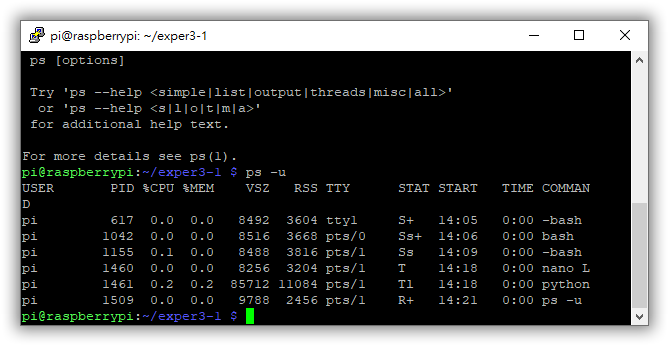 pi@raspberrypi: ~/exper3-1
ps [options]
Try 'ps --help <simple|list|output|threads|misc|all>'
or 'ps --help <s|l|o|t|m|a>'
for additional help text.
For more details see ps(1).
pi@raspberrypi:~/exper3-1 $ ps -u
USER       PID %CPU %MEM    VSZ   RSS TTY      STAT START   TIME COMMAN
D
pi         617  0.0  0.0   8492  3604 tty1     S+   14:05   0:00 -bash
pi        1042  0.0  0.0   8516  3668 pts/0    Ss+  14:06   0:00 bash
pi        1155  0.1  0.0   8488  3816 pts/1    Ss   14:09   0:00 -bash
pi        1460  0.0  0.0   8256  3204 pts/1    T    14:18   0:00 nano L
pi        1461  0.2  0.2  85712 11084 pts/1    Tl   14:18   0:00 python
pi        1509  0.0  0.0   9788  2456 pts/1    R+   14:21   0:00 ps -u
pi@raspberrypi:~/exper3-1 $